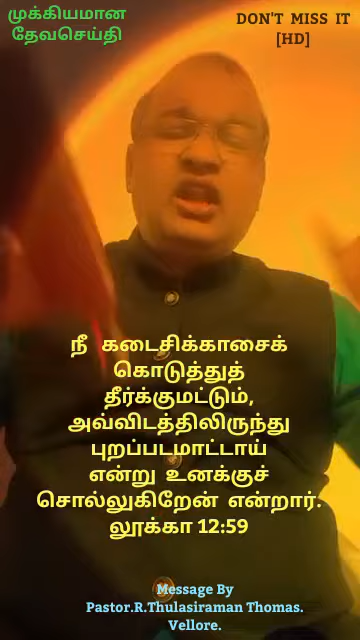 முக்கியமான
தேவசெய்தி
DON'T MISS IT
[HD]
நீ கடைசிக்காசைக்
கொடுத்துத்
தீர்க்குமட்டும்,
அவ்விடத்திலிருந்து
புறப்படமாட்டாய்
என்று உனக்குச்
சொல்லுகிறேன் என்றார்.
லூக்கா 12:59
Message By
Pastor.R.Thulasiraman Thomas.
Vellore.